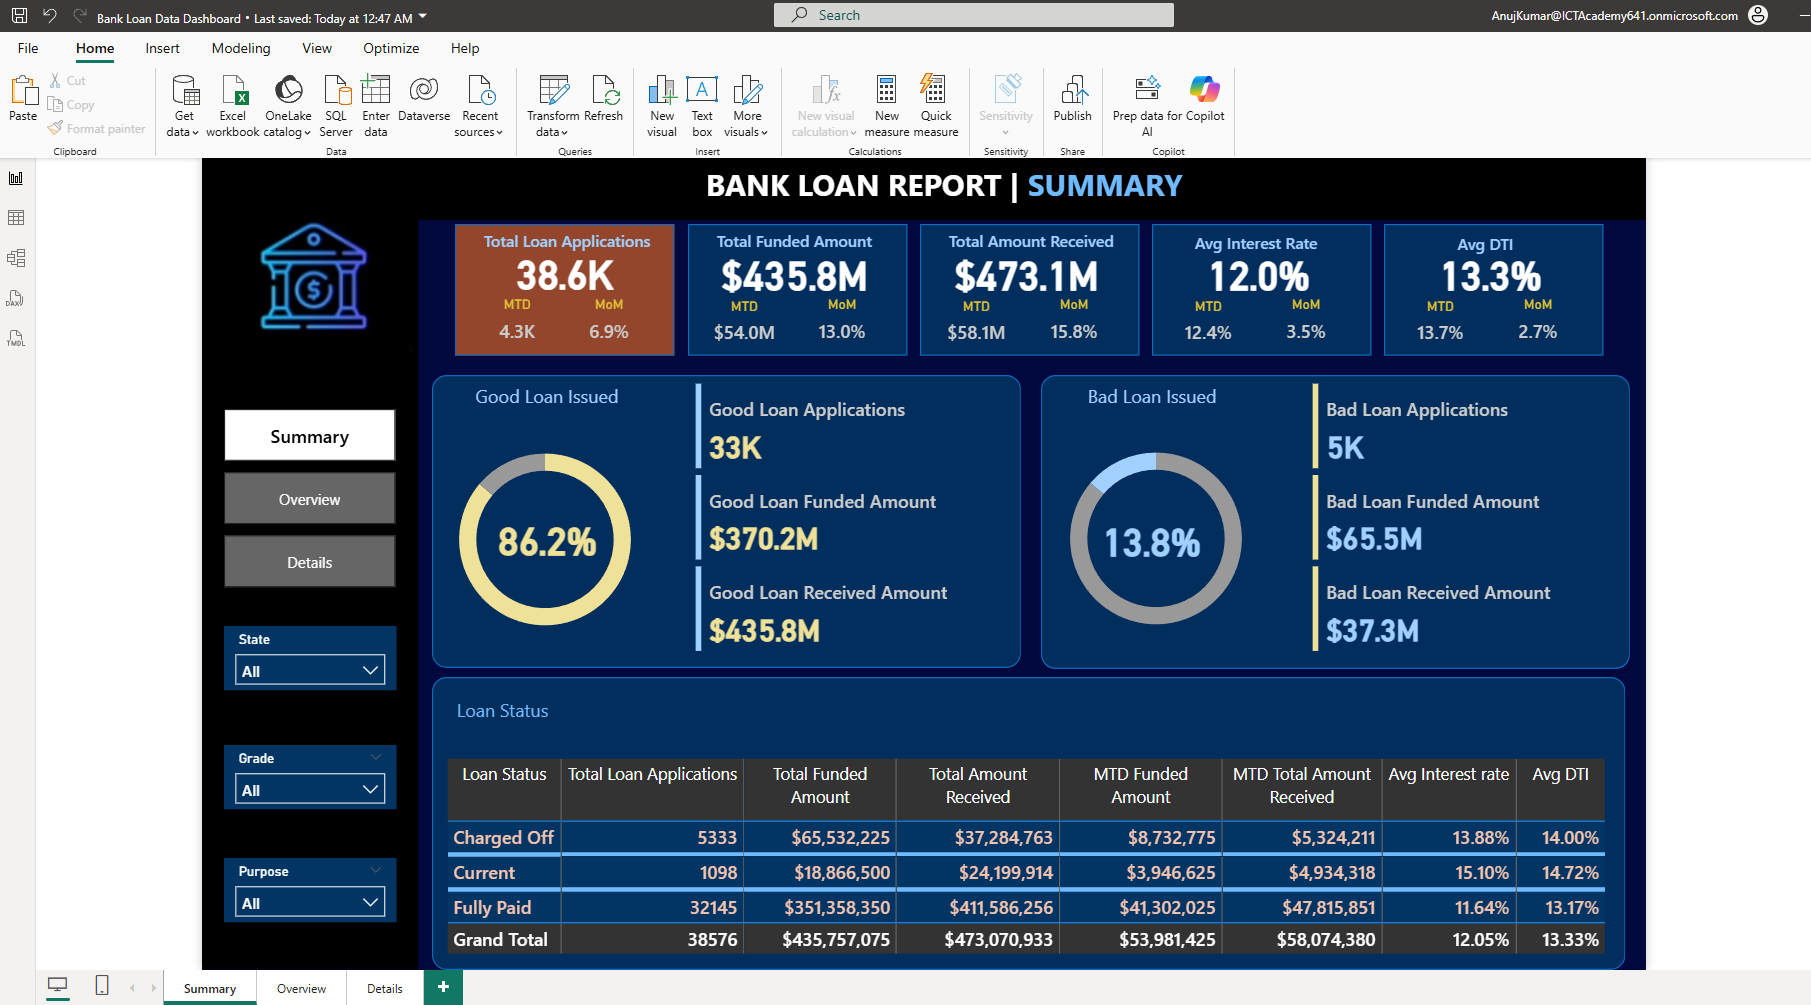 Bank Loan Data Dashboard • Last saved: Today at 12:47 AM
Search
AnujKumar@ICTAcademy641.onmicrosoft.com
File Home Insert Modeling View Optimize Help
Paste
Cut
Copy
Format painter
Clipboard
Get data
Excel workbook
OneLake catalog
SQL Server
Enter data
Dataverse
Recent sources
Data
Transform data
Refresh
Queries
New visual
Text box
More visuals
Insert
New visual calculation
New measure
Quick measure
Calculations
Sensitivity
Sensitivity
Publish
Share
Prep data for AI
Copilot
Copilot
DAX
TMDL
BANK LOAN REPORT | SUMMARY
Total Loan Applications
38.6K
MTD MoM
4.3K 6.9%
Total Funded Amount
$435.8M
MTD MoM
$54.0M 13.0%
Total Amount Received
$473.1M
MTD MoM
$58.1M 15.8%
Avg Interest Rate
12.0%
MTD MoM
12.4% 3.5%
Avg DTI
13.3%
MTD MoM
13.7% 2.7%
Summary
Overview
Details
State
All
Grade
All
Purpose
All
Good Loan Issued
86.2%
Good Loan Applications
33K
Good Loan Funded Amount
$370.2M
Good Loan Received Amount
$435.8M
Bad Loan Issued
13.8%
Bad Loan Applications
5K
Bad Loan Funded Amount
$65.5M
Bad Loan Received Amount
$37.3M
Loan Status
Loan Status Total Loan Applications Total Funded Amount Total Amount Received MTD Funded Amount MTD Total Amount Received Avg Interest rate Avg DTI
Charged Off 5333 $65,532,225 $37,284,763 $8,732,775 $5,324,211 13.88% 14.00%
Current 1098 $18,866,500 $24,199,914 $3,946,625 $4,934,318 15.10% 14.72%
Fully Paid 32145 $351,358,350 $411,586,256 $41,302,025 $47,815,851 11.64% 13.17%
Grand Total 38576 $435,757,075 $473,070,933 $53,981,425 $58,074,380 12.05% 13.33%
Summary Overview Details +